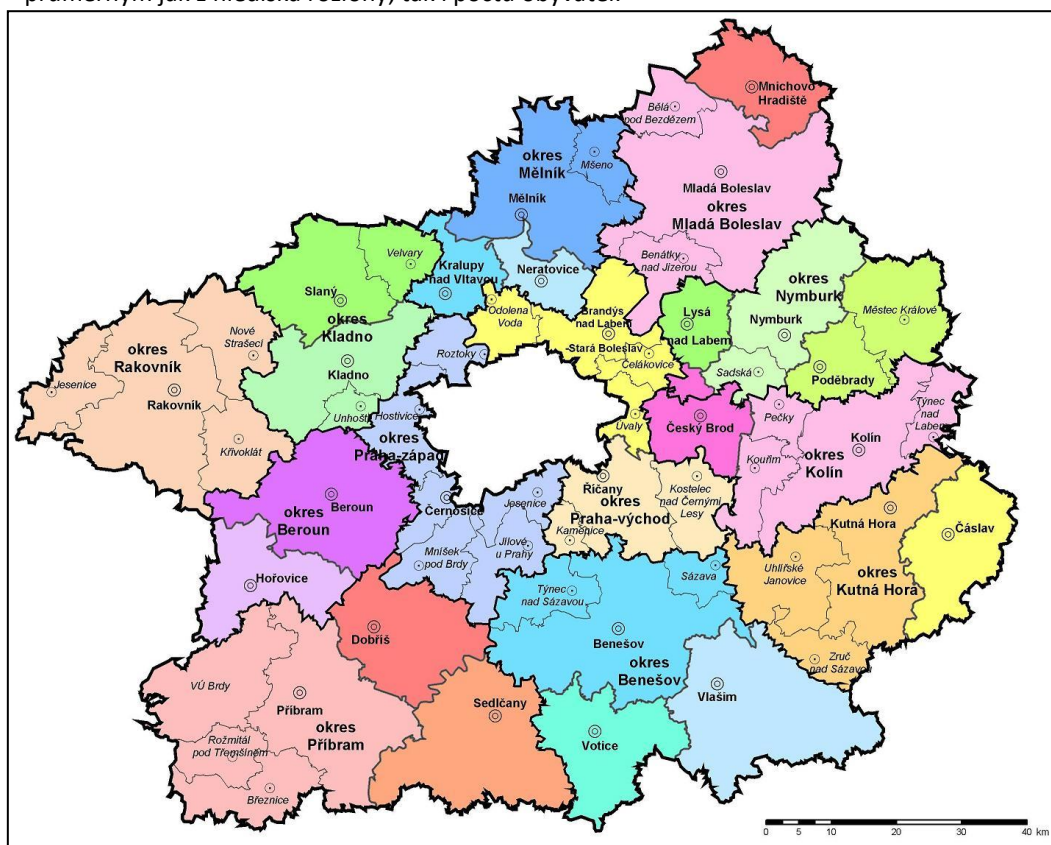 průměrným jak z hlediska rozlohy, tak i počtu obyvatel.
Mnichovo
Hradiště
Bělá
pod Bezdězem
okres
Mělník
Mšeno
Mladá Boleslav
okres
Mladá Boleslav
Mělník
Velvary
Kralupy
nad Vltavou
Neratovice
Benátky
nad Jizerou
okres
Nymburk
Slaný
okres
Kladno
Odolena
Voda
Brandýs
nad Labem
-Stará Boleslav
Lysá
nad Labem
Nymburk
Městec Králové
Nové
Strašecí
okres
Rakovník
Roztoky
Čelákovice
Sadská
Poděbrady
Jesenice
Rakovník
Kladno
Unhošť
Hostivice
Úvaly
Český Brod
Pečky
Týnec
nad
Labem
Kolín
okres
Kolín
Křivoklát
okres
Praha-západ
Kouřim
Beroun
okres
Beroun
Černošice
Jesenice
Říčany
okres
Praha-východ
Kostelec
nad Černými
Lesy
Kutná Hora
Čáslav
Kamenice
Jílové
u Prahy
Mníšek
pod Brdy
Uhlířské
Janovice
okres
Kutná Hora
Hořovice
Týnec
nad Sázavou
Sázava
Dobříš
Benešov
okres
Benešov
Zruč
nad Sázavou
VÚ Brdy
Příbram
okres
Příbram
Sedlčany
Vlašim
Votice
Rožmitál
pod Třemšínem
Březnice
0 5 10 20 30 40
km